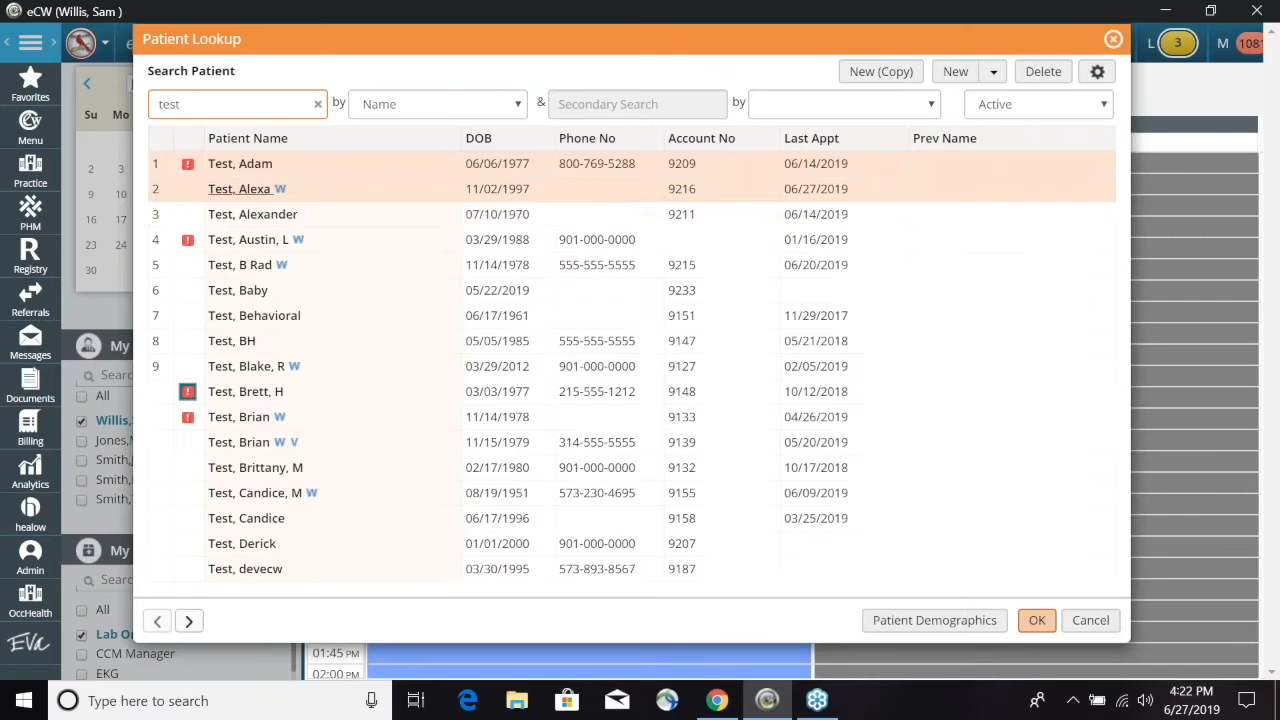 eCW (Willis, Sam )
Patient Lookup
L 3 M 1081
Search Patient
New (Copy) New Delete
test by Name & Secondary Search by Active
Patient Name DOB Phone No Account No Last Appt Prev Name
1 Test, Adam 06/06/1977 800-769-5288 9209 06/14/2019
2 Test, Alexa W 11/02/1997 9216 06/27/2019
3 Test, Alexander 07/10/1970 9211 06/14/2019
4 Test, Austin, L W 03/29/1988 901-000-0000 01/16/2019
5 Test, B Rad W 11/14/1978 555-555-5555 9215 06/20/2019
6 Test, Baby 05/22/2019 9233
7 Test, Behavioral 06/17/1961 9151 11/29/2017
8 Test, BH 05/05/1985 555-555-5555 9147 05/21/2018
9 Test, Blake, R W 03/29/2012 901-000-0000 9127 02/05/2019
Test, Brett, H 03/03/1977 215-555-1212 9148 10/12/2018
Test, Brian W 11/14/1978 9133 04/26/2019
Test, Brian W V 11/15/1979 314-555-5555 9139 05/20/2019
Test, Brittany, M 02/17/1980 901-000-0000 9132 10/17/2018
Test, Candice, M W 08/19/1951 573-230-4695 9155 06/09/2019
Test, Candice 06/17/1996 9158 03/25/2019
Test, Derick 01/01/2000 901-000-0000 9207
Test, devecw 03/30/1995 573-893-8567 9187
Patient Demographics OK Cancel
Favorites
Menu
Practice
PHM
R
Registry
Referrals
Messages
Documents
Billing
Analytics
healow
Admin
OccHealth
EVA
Su Mo
2 3
9 10
16 17
23 24
30
My
Searc
All
Willis,
Jones,M
Smith,
Smith,
Smith,
My
Searc
All
Lab Or
CCM Manager
EKG
01:45 PM
02:00 PM
Type here to search
4:22 PM
6/27/2019